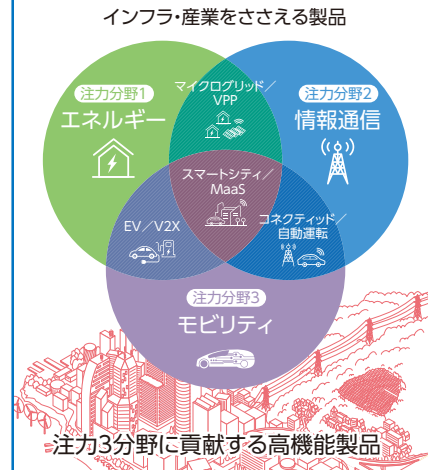 インフラ・産業をささえる製品
注力分野1
エネルギー
マイクログリッド／
VPP
注力分野2
情報通信
スマートシティ／
MaaS
EV／V2X
コネクティッド／
自動運転
注力分野3
モビリティ
注力3分野に貢献する高機能製品